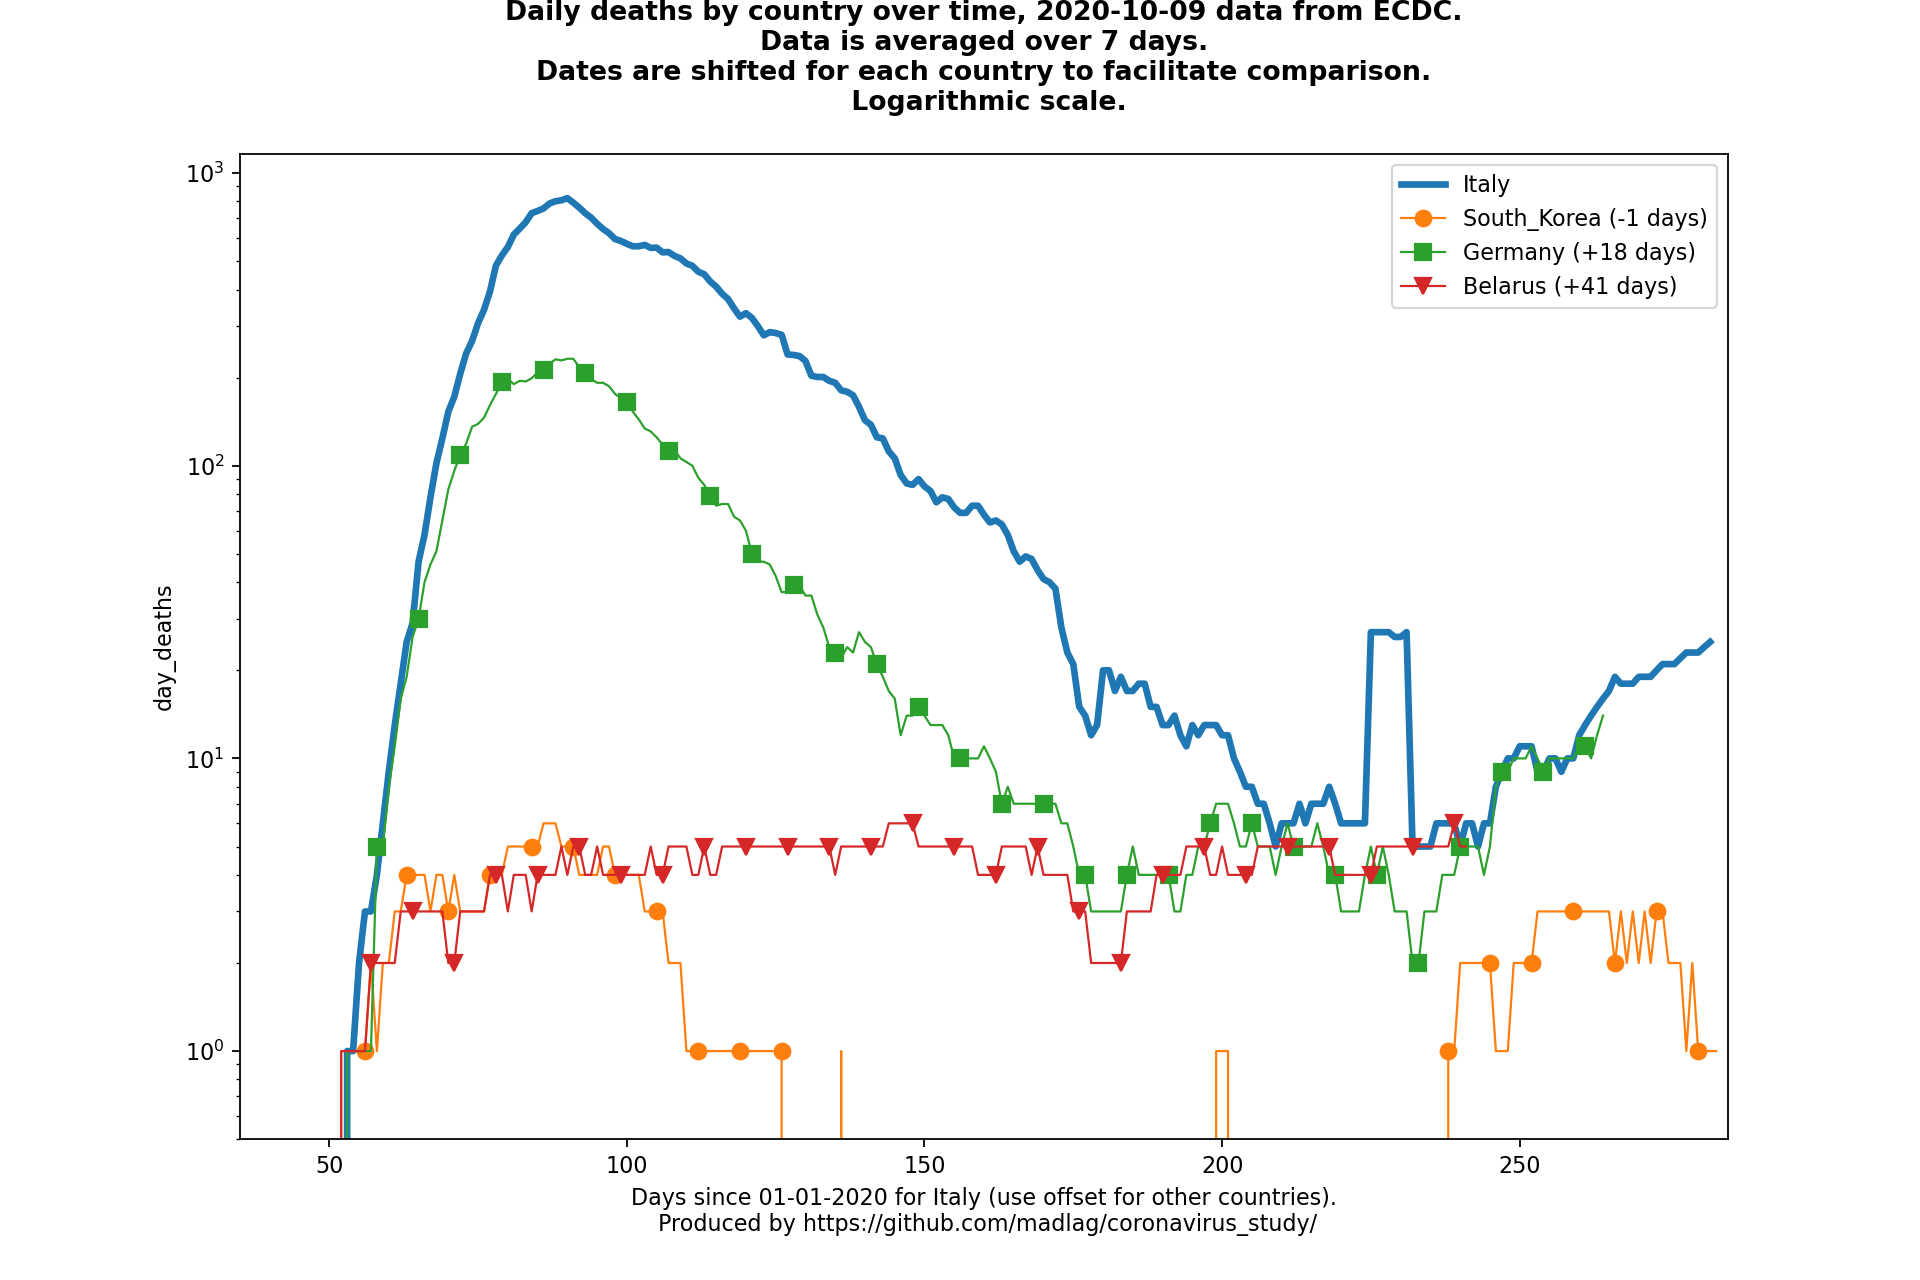 Daily deaths by country over time, 2020-10-09 data from ECDC.
Data is averaged over 7 days.
Dates are shifted for each country to facilitate comparison.
Logarithmic scale.
10³
10²
10¹
10⁰
day_deaths
Italy
South_Korea (-1 days)
Germany (+18 days)
Belarus (+41 days)
50
100
150
200
250
Days since 01-01-2020 for Italy (use offset for other countries).
Produced by https://github.com/madlag/coronavirus_study/